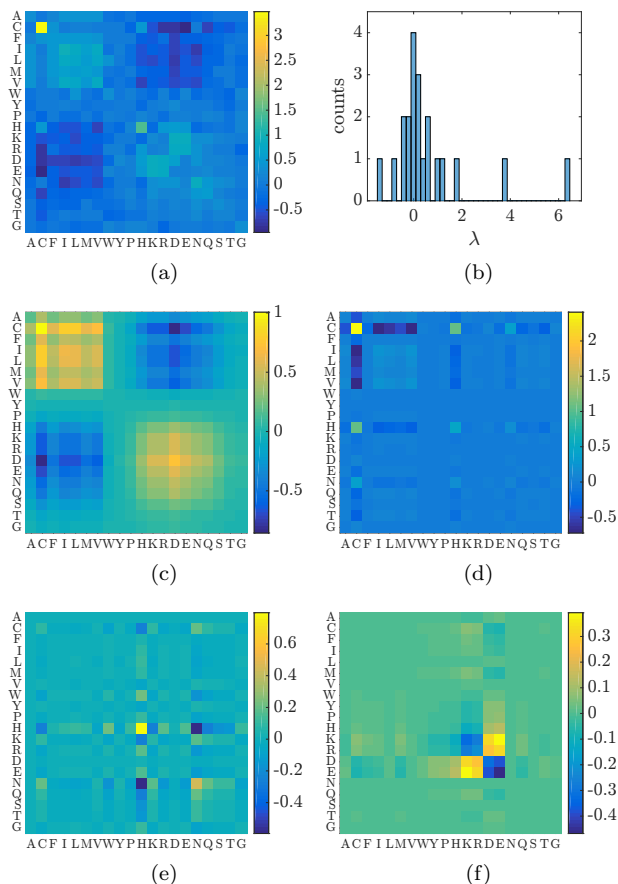 A
C
F
I
L
M
V
W
Y
P
H
K
R
D
E
N
Q
S
T
G
A C F I L M V W Y P H K R D E N Q S T G
3
2.5
2
1.5
1
0.5
0
-0.5
(a)
counts
4
3
2
1
0
0 2 4 6
λ
(b)
A
C
F
I
L
M
V
W
Y
P
H
K
R
D
E
N
Q
S
T
G
A C F I L M V W Y P H K R D E N Q S T G
1
0.5
0
-0.5
(c)
A
C
F
I
L
M
V
W
Y
P
H
K
R
D
E
N
Q
S
T
G
A C F I L M V W Y P H K R D E N Q S T G
2
1.5
1
0.5
0
-0.5
(d)
A
C
F
I
L
M
V
W
Y
P
H
K
R
D
E
N
Q
S
T
G
A C F I L M V W Y P H K R D E N Q S T G
0.6
0.4
0.2
0
-0.2
-0.4
(e)
A
C
F
I
L
M
V
W
Y
P
H
K
R
D
E
N
Q
S
T
G
A C F I L M V W Y P H K R D E N Q S T G
0.3
0.2
0.1
0
-0.1
-0.2
-0.3
-0.4
(f)